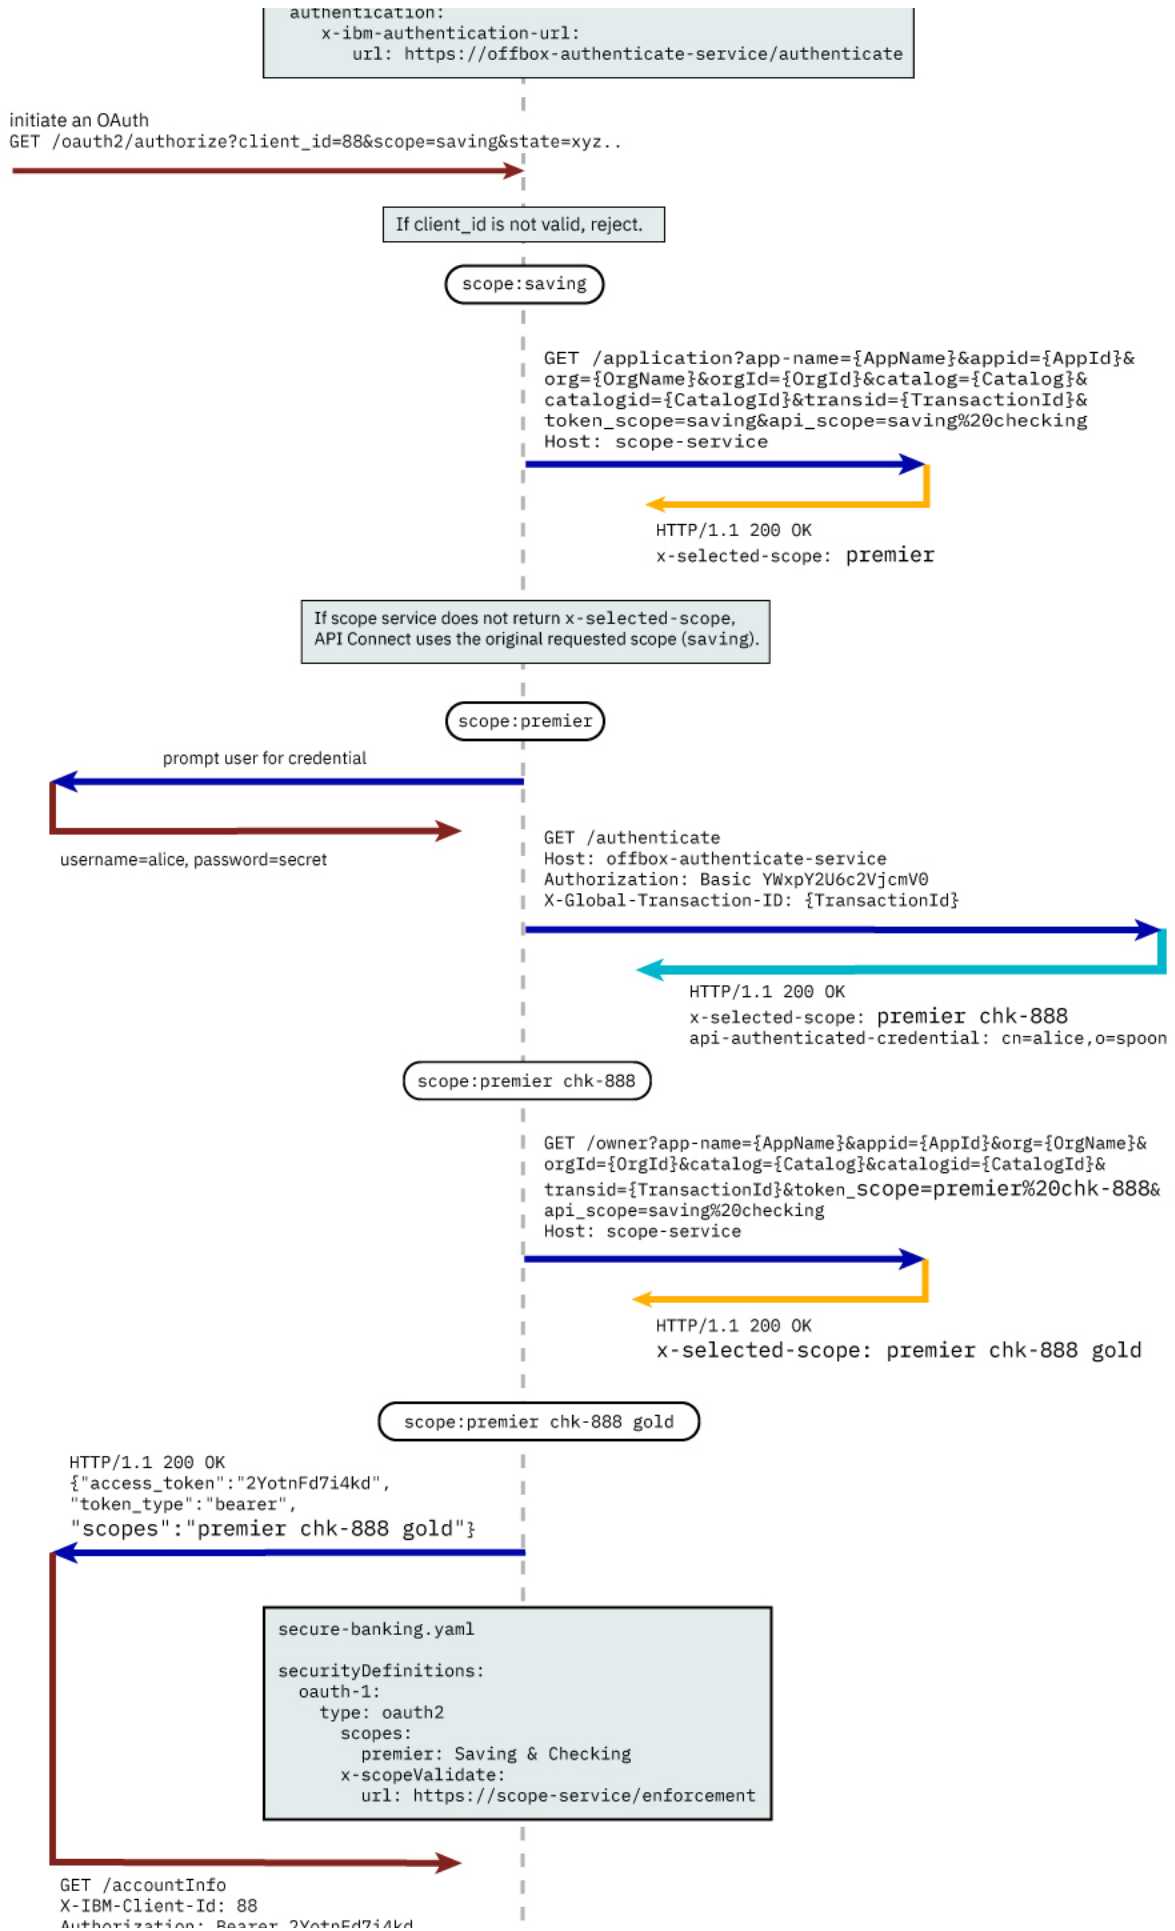 authentication:
x-ibm-authentication-url:
url: https://offbox-authenticate-service/authenticate
initiate an OAuth
GET /oauth2/authorize?client_id=88&scope=saving&state=xyz..
If client_id is not valid, reject.
scope:saving
GET /application?app-name={AppName}&appid={AppId}&
org={OrgName}&orgId={OrgId}&catalog={Catalog}&
catalogid={CatalogId}&transid={TransactionId}&
token_scope=saving&api_scope=saving%20checking
Host: scope-service
HTTP/1.1 200 OK
x-selected-scope: premier
If scope service does not return x-selected-scope,
API Connect uses the original requested scope (saving).
scope:premier
prompt user for credential
username=alice, password=secret
GET /authenticate
Host: offbox-authenticate-service
Authorization: Basic YWxpY2U6c2VjcmV0
X-Global-Transaction-ID: {TransactionId}
HTTP/1.1 200 OK
x-selected-scope: premier chk-888
api-authenticated-credential: cn=alice,o=spoon
scope:premier chk-888
GET /owner?app-name={AppName}&appid={AppId}&org={OrgName}&
orgId={OrgId}&catalog={Catalog}&catalogid={CatalogId}&
transid={TransactionId}&token_scope=premier%20chk-888&
api_scope=saving%20checking
Host: scope-service
HTTP/1.1 200 OK
x-selected-scope: premier chk-888 gold
scope:premier chk-888 gold
HTTP/1.1 200 OK
{"access_token":"2YotnFd7i4kd",
"token_type":"bearer",
"scopes":"premier chk-888 gold"}
secure-banking.yaml
securityDefinitions:
oauth-1:
type: oauth2
scopes:
premier: Saving & Checking
x-scopeValidate:
url: https://scope-service/enforcement
GET /accountInfo
X-IBM-Client-Id: 88
Authorization: Bearer 2YotnFd7i4kd